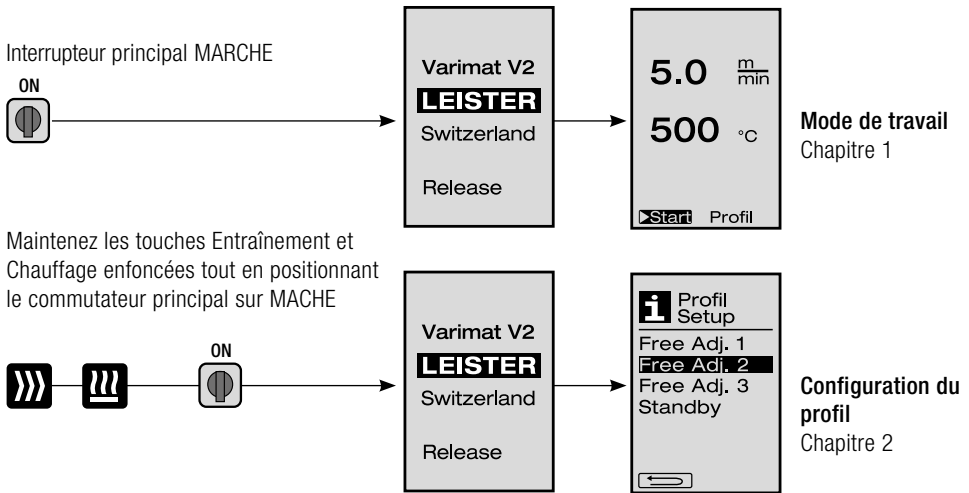 Interrupteur principal MARCHE
ON
Varimat V2
LEISTER
Switzerland
Release
5.0 m/min
500 °C
Start Profil
Mode de travail
Chapitre 1
Maintenez les touches Entraînement et
Chauffage enfoncées tout en positionnant
le commutateur principal sur MACHE
ON
Varimat V2
LEISTER
Switzerland
Release
i Profil
Setup
Free Adj. 1
Free Adj. 2
Free Adj. 3
Standby
Configuration du
profil
Chapitre 2